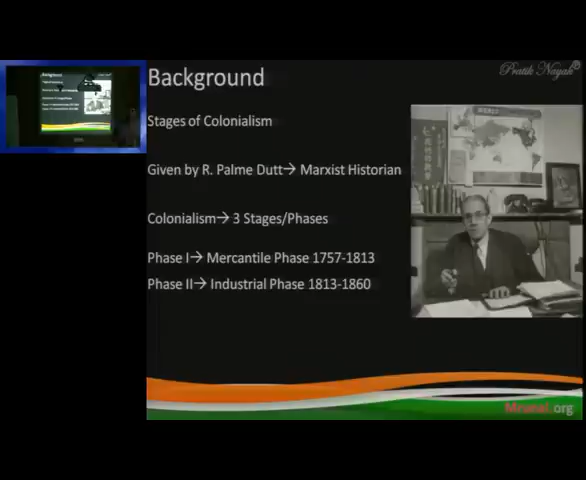 Background
Pratik Nayak
Stages of Colonialism
Given by R. Palme Dutt→ Marxist Historian
Colonialism→ 3 Stages/Phases
Phase I→ Mercantile Phase 1757-1813
Phase II→ Industrial Phase 1813-1860
Mrunal.org